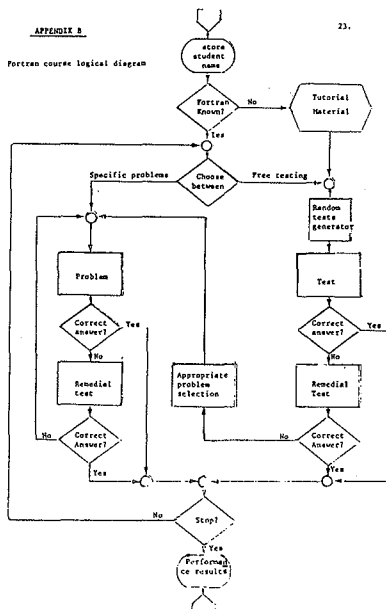 APPENDIX B
23.
Fortran course logical diagram
store
student
name
Fortran
Known?
No
Tutorial
Material
Yes
Specific problems
Choose
between
Free testing
Random
tests
generator
Problem
Test
Correct
answer?
Yes
No
Correct
answer?
Yes
No
Remedial
test
Appropriate
problem
selection
Remedial
Test
Correct
Answer?
No
Correct
Answer?
Yes
Yes
No
Stop?
Yes
Performan
ce results